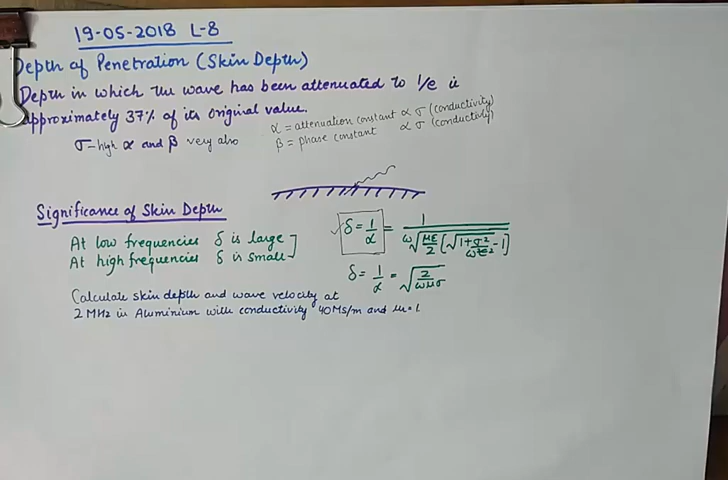 19-05-2018 L-8
Depth of Penetration (Skin Depth)
Depth in which the wave has been attenuated to 1/e is
approximately 37% of its original value.
σ-high α and β very also
α = attenuation constant ∝ σ (conductivity)
β = phase constant ∝ σ (conductivity)
Significance of Skin Depth
At low frequencies δ is large
At high frequencies δ is small
δ = 1/α = 1/(ω√(με/2 [√(1+σ²/ω²ε²) -1]))
δ = 1/α = √(2/ωμσ)
Calculate skin depth and wave velocity at
2 MHz in Aluminium with conductivity 40 Ms/m and μr = 1